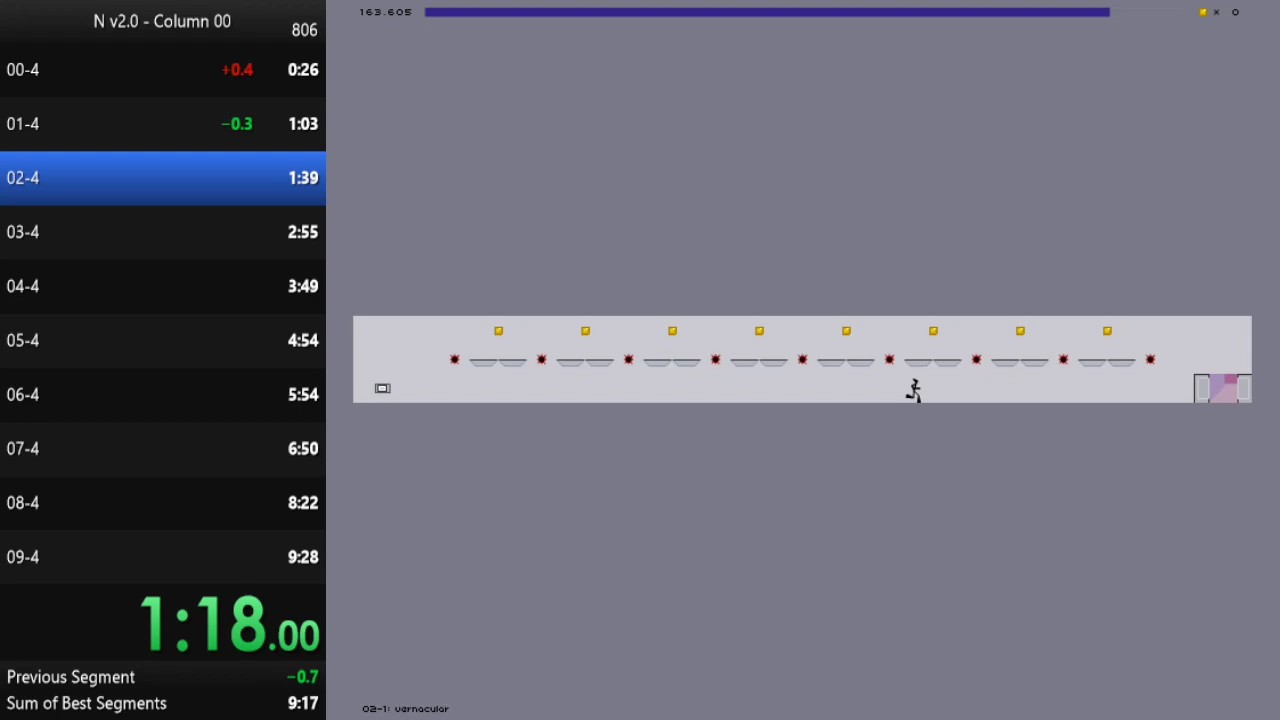 N v2.0 - Column 00
806
00-4 +0.4 0:26
01-4 −0.3 1:03
02-4 1:39
03-4 2:55
04-4 3:49
05-4 4:54
06-4 5:54
07-4 6:50
08-4 8:22
09-4 9:28
1:18.00
Previous Segment −0.7
Sum of Best Segments 9:17
163.605
× 0
02-1: vernacular